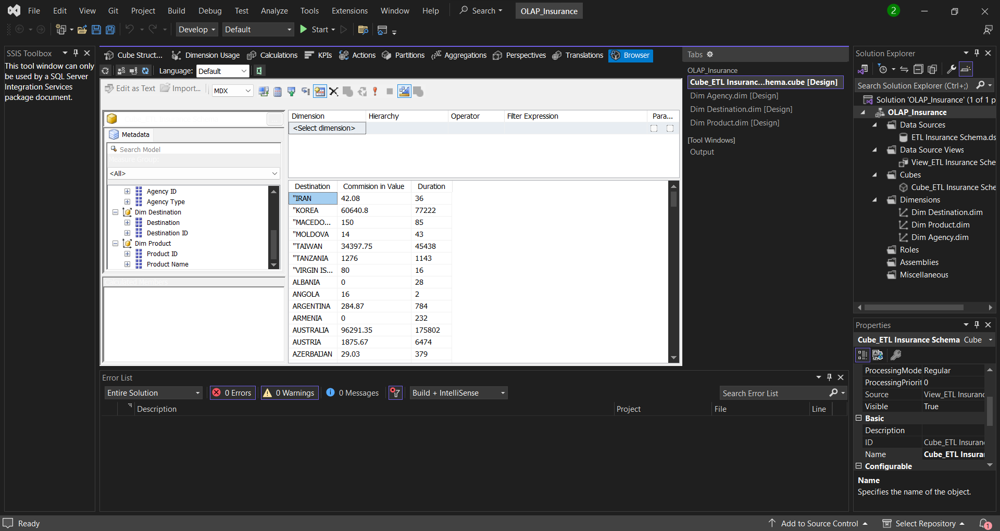 File Edit View Git Project Build Debug Test Analyze Tools Extensions Window Help Search OLAP_Insurance 2
Develop Default Start
SSIS Toolbox
This tool window can only
be used by a SQL Server
Integration Services
package document.
Cube Struct... Dimension Usage Calculations KPIs Actions Partitions Aggregations Perspectives Translations Browser
Language: Default
Edit as Text Import... MDX
Metadata
Search Model
Measure Group:
<All>
Agency ID
Agency Type
Dim Destination
Destination
Destination ID
Dim Product
Product ID
Product Name
Calculated Members
Dimension Hierarchy Operator Filter Expression Para...
<Select dimension>
Destination Commision in Value Duration
"IRAN 42.08 36
"KOREA 60640.8 77222
"MACEDO... 150 85
"MOLDOVA 14 43
"TAIWAN 34397.75 45438
"TANZANIA 1276 1143
"VIRGIN IS... 80 16
ALBANIA 0 28
ANGOLA 16 2
ARGENTINA 284.87 784
ARMENIA 0 232
AUSTRALIA 96291.35 175802
AUSTRIA 1875.67 6474
AZERBAIJAN 29.03 379
Tabs
OLAP_Insurance
Cube_ETL Insuranc...hema.cube [Design]
Dim Agency.dim [Design]
Dim Destination.dim [Design]
Dim Product.dim [Design]
[Tool Windows]
Output
Solution Explorer
Search Solution Explorer (Ctrl+;)
Solution 'OLAP_Insurance' (1 of 1 p
OLAP_Insurance
Data Sources
ETL Insurance Schema.ds
Data Source Views
View_ETL Insurance Sche
Cubes
Cube_ETL Insurance Sche
Dimensions
Dim Destination.dim
Dim Product.dim
Dim Agency.dim
Roles
Assemblies
Miscellaneous
Properties
Cube_ETL Insurance Schema Cube
ProcessingMode Regular
ProcessingPriorit 0
Source View_ETL Insuranc
Visible True
Basic
Description
ID Cube_ETL Insuran
Name Cube_ETL Insura
Configurable
Name
Specifies the name of the object.
Error List
Entire Solution 0 Errors 0 Warnings 0 Messages Build + IntelliSense Search Error List
Description Project File Line
Ready Add to Source Control Select Repository 1